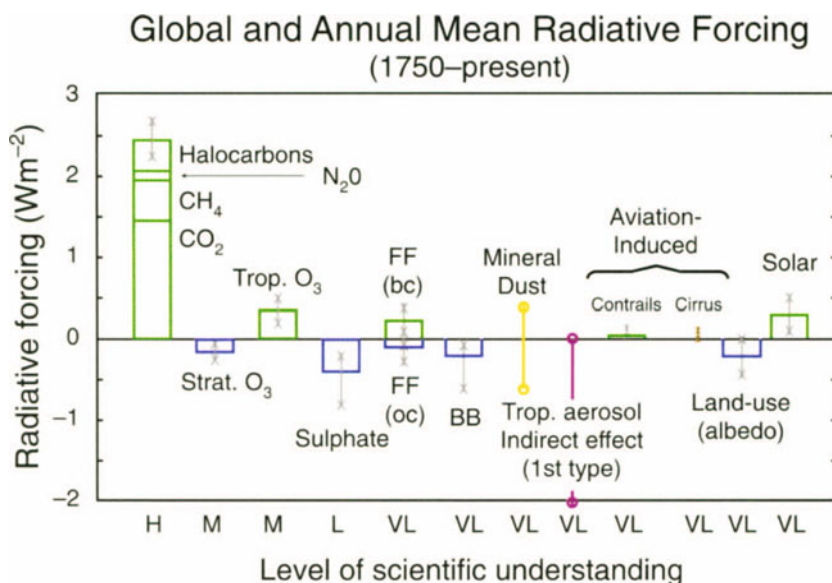 Global and Annual Mean Radiative Forcing
(1750–present)
Radiative forcing (Wm−2)
3
2
1
0
−1
−2
Halocarbons
N20
CH4
CO2
Strat. O3
Trop. O3
Sulphate
FF
(bc)
FF
(oc)
BB
Mineral
Dust
Trop. aerosol
Indirect effect
(1st type)
Aviation-
Induced
Contrails Cirrus
Land-use
(albedo)
Solar
H M M L VL VL VL VL VL VL VL VL
Level of scientific understanding